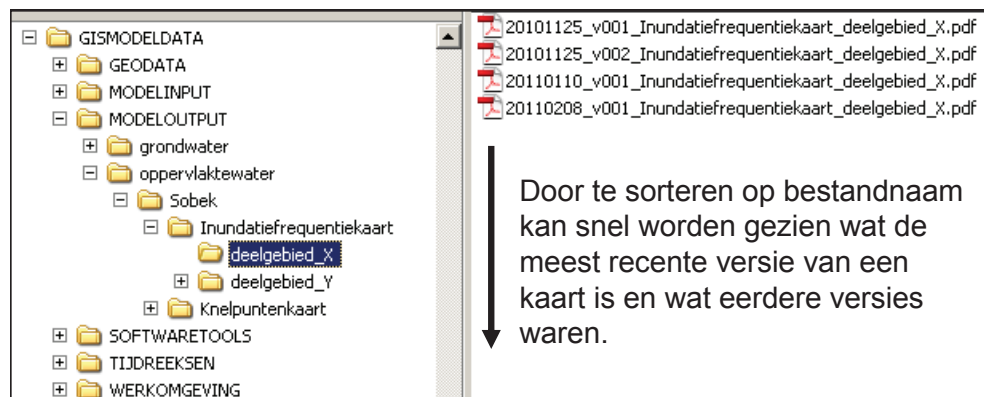 GISMODELDATA
GEODATA
MODELINPUT
MODELOUTPUT
grondwater
oppervlaktewater
Sobek
Inundatiefrequentiekaart
deelgebied_X
deelgebied_Y
Knelpuntenkaart
SOFTWARETOOLS
TIJDREEKSEN
WERKOMGEVING
20101125_v001_Inundatiefrequentiekaart_deelgebied_X.pdf
20101125_v002_Inundatiefrequentiekaart_deelgebied_X.pdf
20110110_v001_Inundatiefrequentiekaart_deelgebied_X.pdf
20110208_v001_Inundatiefrequentiekaart_deelgebied_X.pdf
Door te sorteren op bestandnaam
kan snel worden gezien wat de
meest recente versie van een
kaart is en wat eerdere versies
waren.